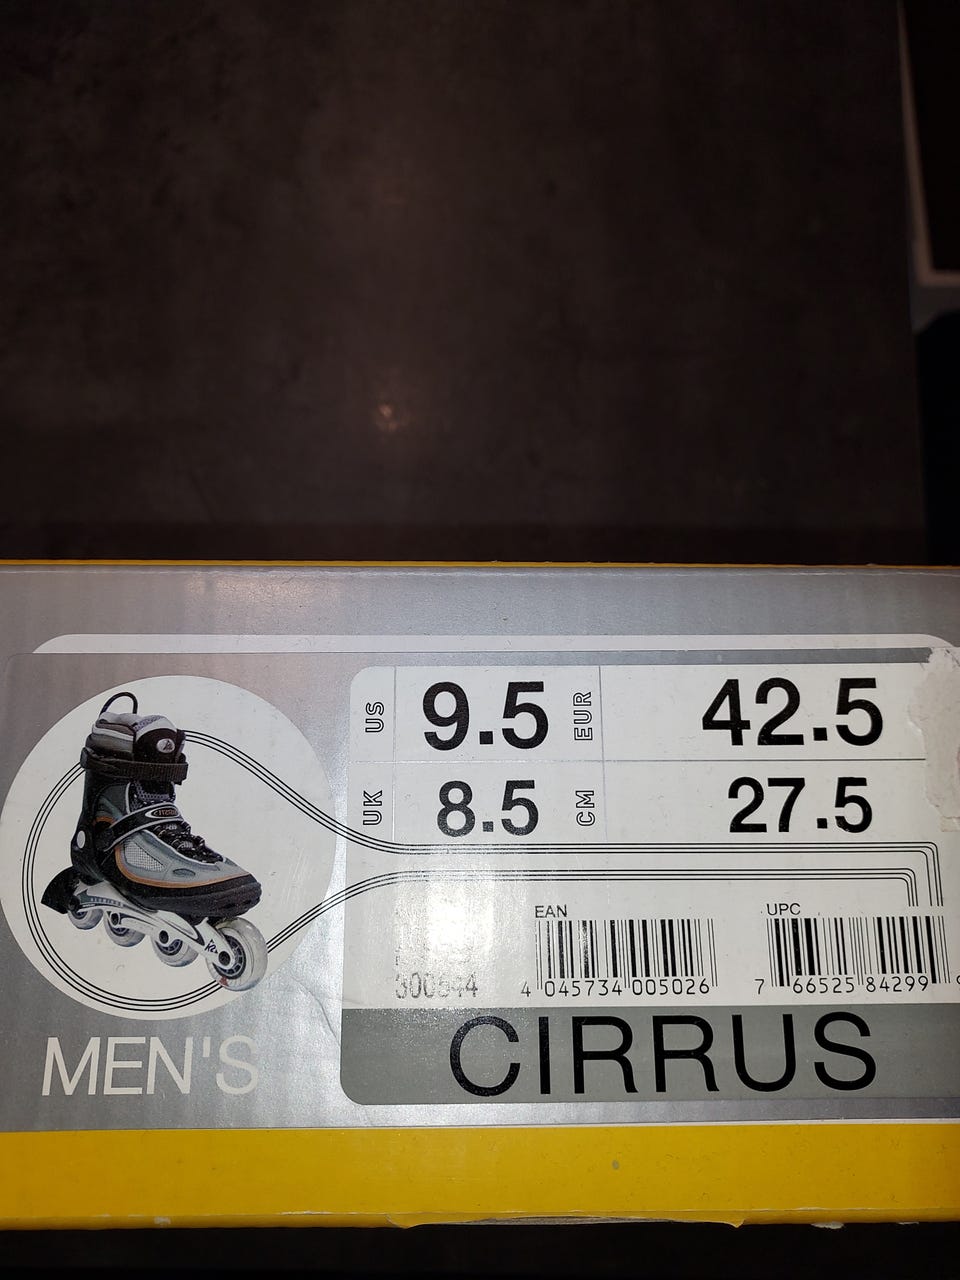 US 9.5 EUR 42.5
UK 8.5 CM 27.5
EAN UPC
4 045734 005026 7 66525 84299
CIRRUS
MEN'S
K2